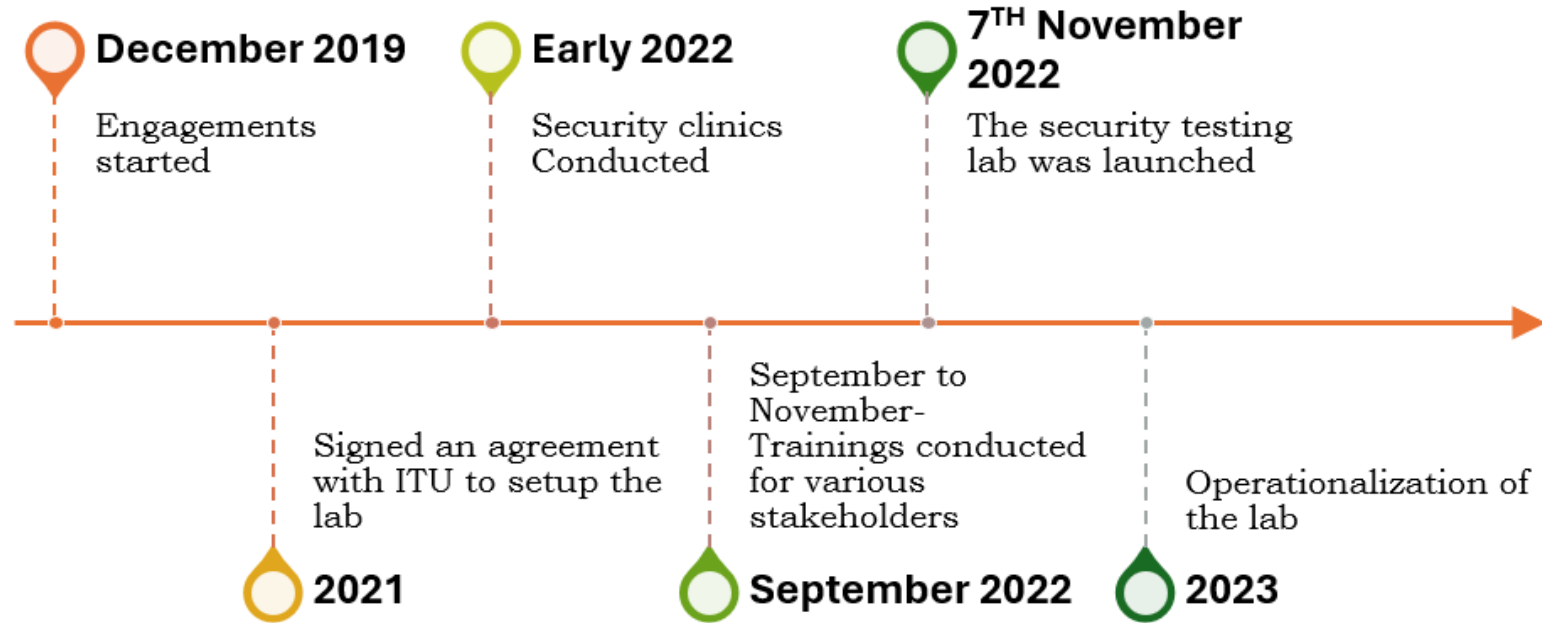 December 2019
Engagements
started
2021
Signed an agreement
with ITU to setup the
lab
Early 2022
Security clinics
Conducted
September 2022
September to
November-
Trainings conducted
for various
stakeholders
7TH November
2022
The security testing
lab was launched
2023
Operationalization of
the lab